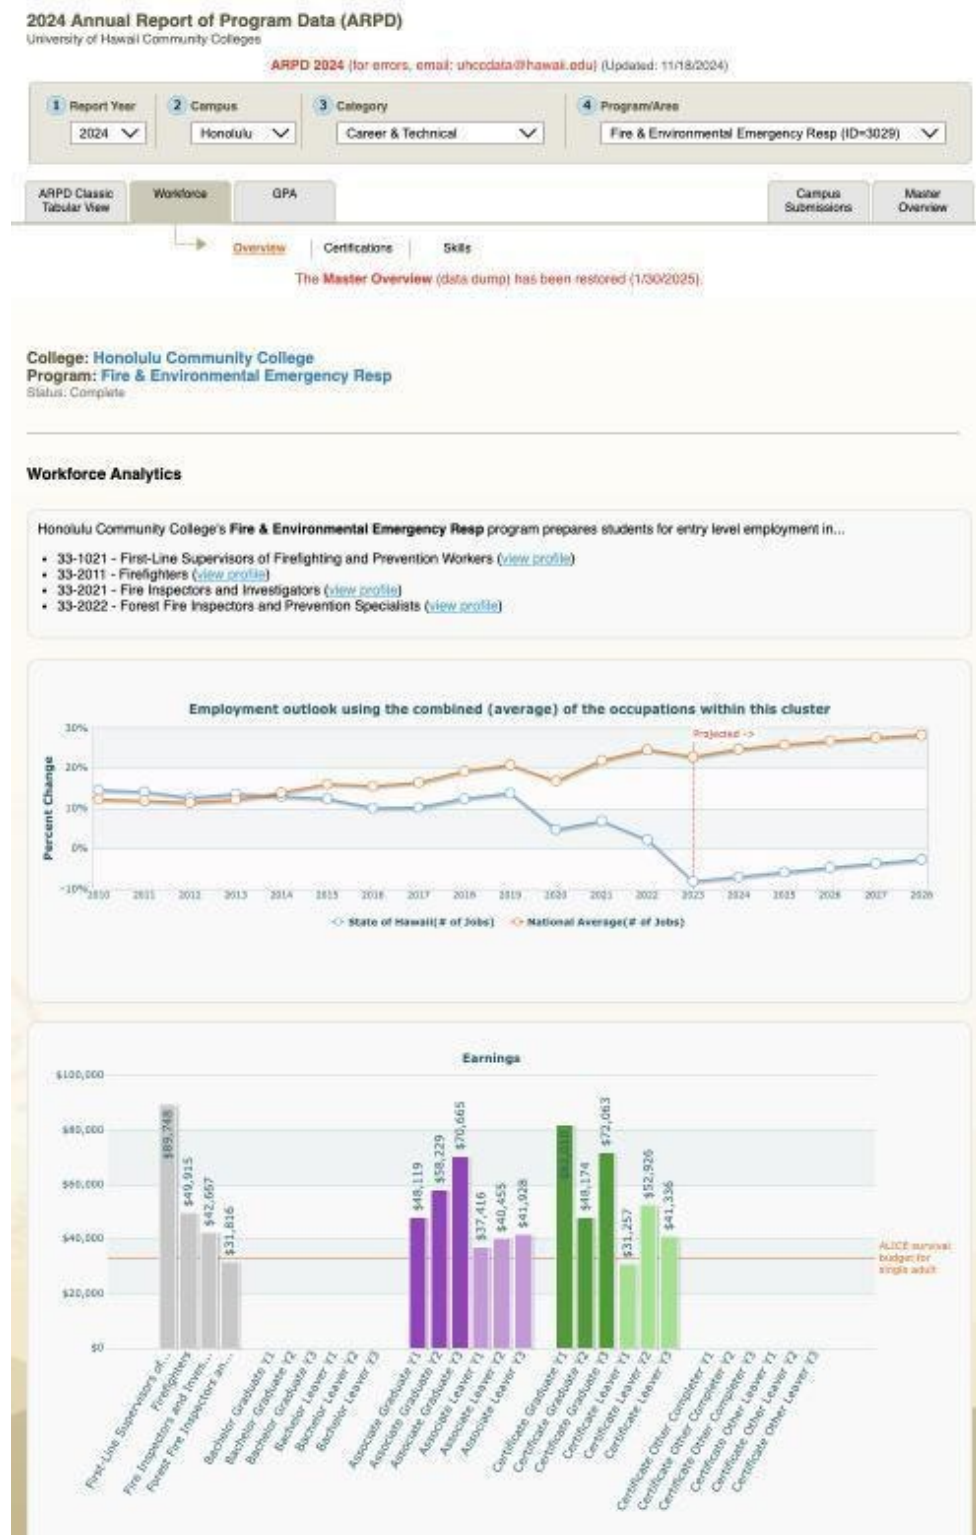 2024 Annual Report of Program Data (ARPD)
University of Hawaii Community Colleges
ARPD 2024 (for errors, email: uhccdata@hawaii.edu) (Updated: 11/18/2024)
1 Report Year 2 Campus 3 Category 4 Program/Area
2024 Honolulu Career & Technical Fire & Environmental Emergency Resp (ID=3029)
ARPD Classic Tabular View Workforce GPA Campus Submissions Master Overview
Overview Certifications Skills
The Master Overview (data dump) has been restored (1/30/2025).
College: Honolulu Community College
Program: Fire & Environmental Emergency Resp
Status: Complete
Workforce Analytics
Honolulu Community College's Fire & Environmental Emergency Resp program prepares students for entry level employment in...
• 33-1021 - First-Line Supervisors of Firefighting and Prevention Workers (view profile)
• 33-2011 - Firefighters (view profile)
• 33-2021 - Fire Inspectors and Investigators (view profile)
• 33-2022 - Forest Fire Inspectors and Prevention Specialists (view profile)
Employment outlook using the combined (average) of the occupations within this cluster
Percent Change
30%
20%
10%
0%
-10%
Projected ->
2010 2011 2012 2013 2014 2015 2016 2017 2018 2019 2020 2021 2022 2023 2024 2025 2026 2027 2028
State of Hawaii(# of Jobs) National Average(# of Jobs)
Earnings
$100,000
$80,000
$60,000
$40,000
$20,000
$0
$89,748
$49,915
$42,667
$31,816
$48,119
$58,229
$70,665
$37,416
$40,455
$41,928
$48,174
$72,063
$31,257
$52,926
$41,336
ALICE survival
budget for
single adult
First-Line Supervisors of...
Firefighters
Fire Inspectors and Inves...
Forest Fire Inspectors an...
Bachelor Graduate Y1
Bachelor Graduate Y2
Bachelor Graduate Y3
Bachelor Leaver Y1
Bachelor Leaver Y2
Bachelor Leaver Y3
Associate Graduate Y1
Associate Graduate Y2
Associate Graduate Y3
Associate Leaver Y1
Associate Leaver Y2
Associate Leaver Y3
Certificate Graduate Y1
Certificate Graduate Y2
Certificate Graduate Y3
Certificate Leaver Y1
Certificate Leaver Y2
Certificate Leaver Y3
Certificate Other Completer Y1
Certificate Other Completer Y2
Certificate Other Completer Y3
Certificate Other Leaver Y1
Certificate Other Leaver Y2
Certificate Other Leaver Y3